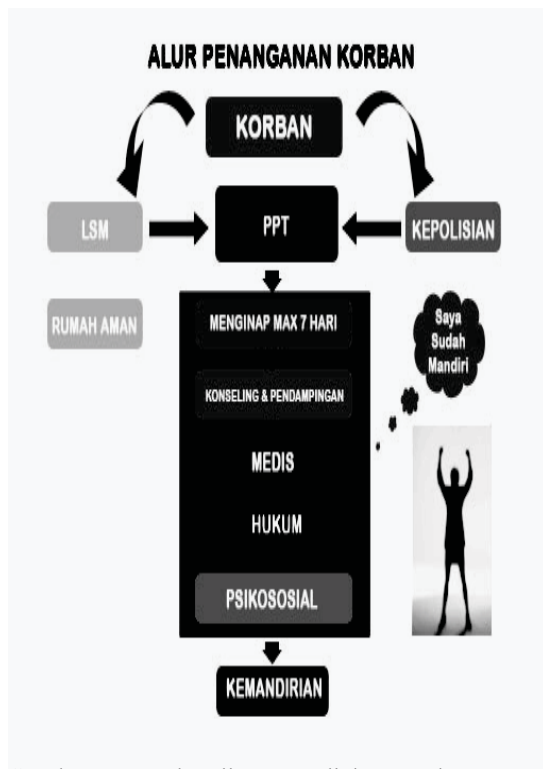 ALUR PENANGANAN KORBAN
KORBAN
LSM
PPT
KEPOLISIAN
RUMAH AMAN
MENGINAP MAX 7 HARI
Saya
Sudah
Mandiri
KONSELING & PENDAMPINGAN
MEDIS
HUKUM
PSIKOSOSIAL
KEMANDIRIAN